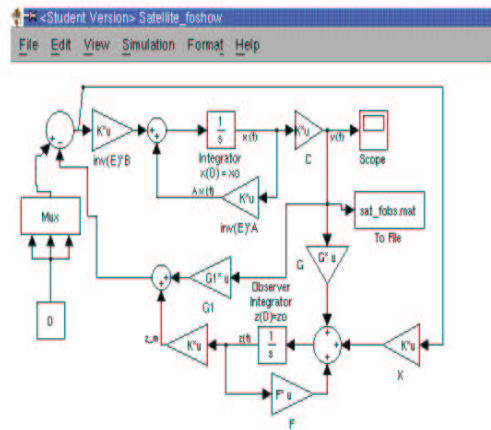 <Student Version> Satellite_foshow
File Edit View Simulation Format Help
K*u
inv(E)*B
1
s
Integrator
x(0) = xo
x(t)
K*u
C
y(t)
Scope
A x(t)
K*u
inv(E)*A
Mux
0
sat_fobs.mat
To File
G* u
G
G1* u
G1
Observer
Integrator
z(0)=zo
z_m
K*u
z(t)
1
s
K*u
X
F* u
F